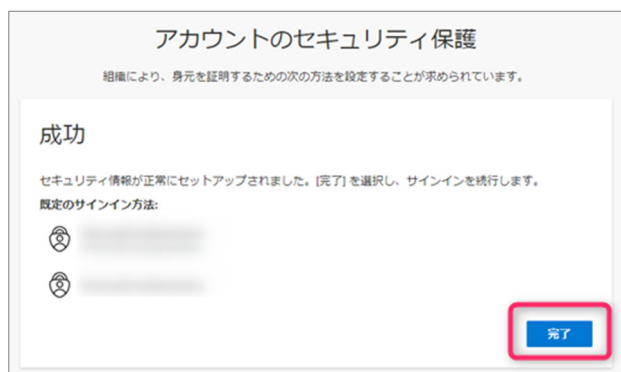 アカウントのセキュリティ保護
組織により、身元を証明するための次の方法を設定することが求められています。
成功
セキュリティ情報が正常にセットアップされました。[完了] を選択し、サインインを続行します。
既定のサインイン方法:
完了